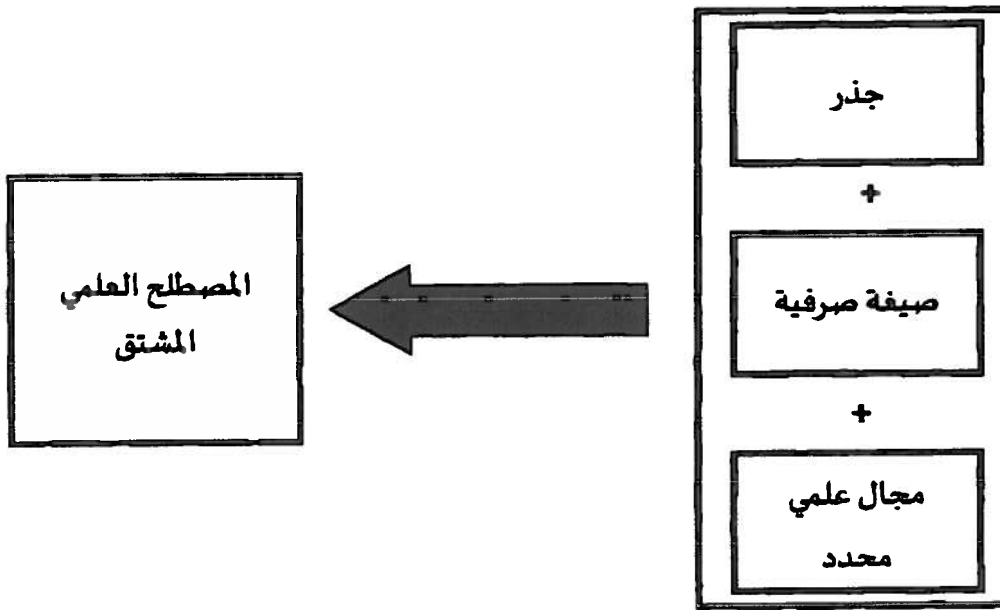 جذر
+
صيغة صرفية
+
مجال علمي
محدد
المصطلح العلمي
المشتق